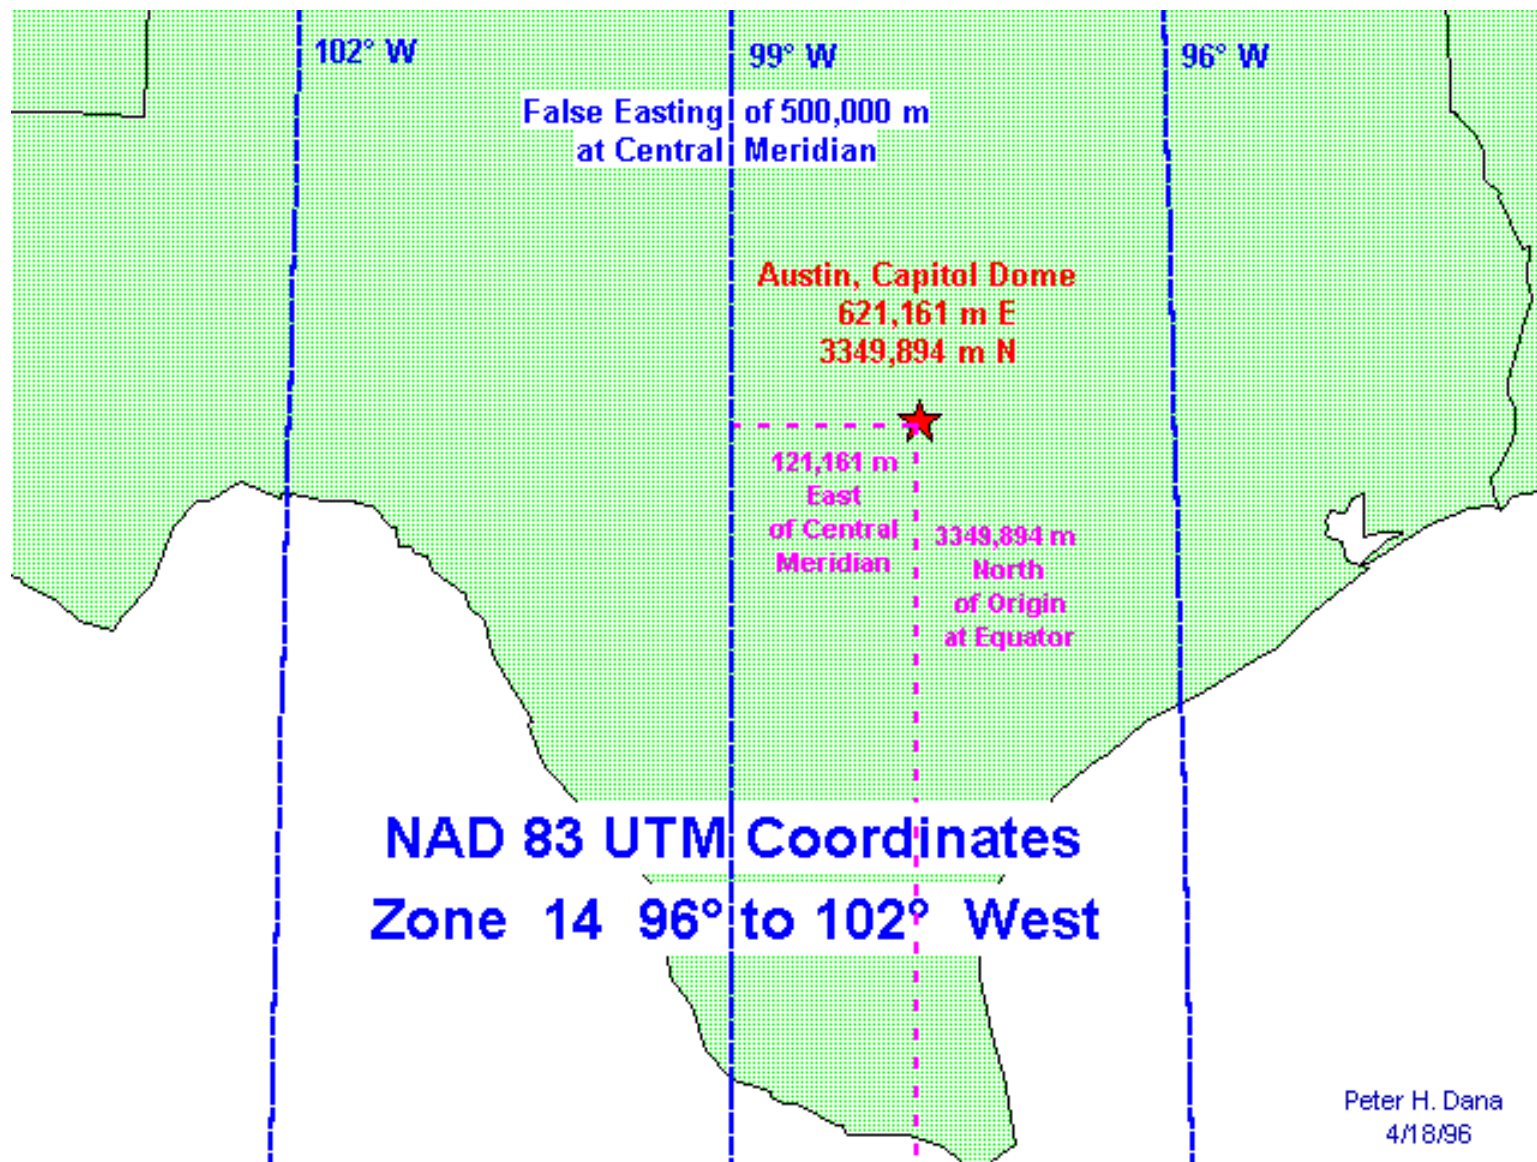 102° W
99° W
96° W
False Easting of 500,000 m
at Central Meridian
Austin, Capitol Dome
621,161 m E
3349,894 m N
121,161 m
East
of Central
Meridian
3349,894 m
North
of Origin
at Equator
NAD 83 UTM Coordinates
Zone 14 96° to 102° West
Peter H. Dana
4/18/96